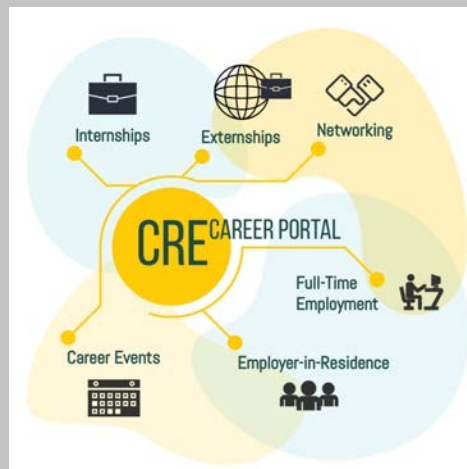 Internships
Externships
Networking
CRE CAREER PORTAL
Full-Time
Employment
Career Events
Employer-in-Residence